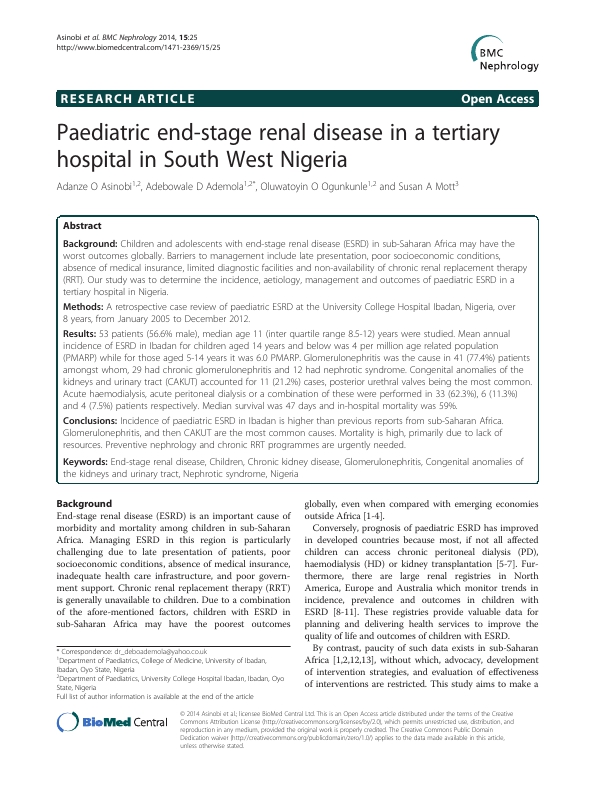 Asinobi et al. BMC Nephrology 2014, 15:25
http://www.biomedcentral.com/1471-2369/15/25
BMC
Nephrology
RESEARCH ARTICLE
Open Access
Paediatric end-stage renal disease in a tertiary
hospital in South West Nigeria
Adanze O Asinobi1,2, Adebowale D Ademola1,2*, Oluwatoyin O Ogunkunle1,2 and Susan A Mott3
Abstract
Background: Children and adolescents with end-stage renal disease (ESRD) in sub-Saharan Africa may have the
worst outcomes globally. Barriers to management include late presentation, poor socioeconomic conditions,
absence of medical insurance, limited diagnostic facilities and non-availability of chronic renal replacement therapy
(RRT). Our study was to determine the incidence, aetiology, management and outcomes of paediatric ESRD in a
tertiary hospital in Nigeria.
Methods: A retrospective case review of paediatric ESRD at the University College Hospital Ibadan, Nigeria, over
8 years, from January 2005 to December 2012.
Results: 53 patients (56.6% male), median age 11 (inter quartile range 8.5-12) years were studied. Mean annual
incidence of ESRD in Ibadan for children aged 14 years and below was 4 per million age related population
(PMARP) while for those aged 5-14 years it was 6.0 PMARP. Glomerulonephritis was the cause in 41 (77.4%) patients
amongst whom, 29 had chronic glomerulonephritis and 12 had nephrotic syndrome. Congenital anomalies of the
kidneys and urinary tract (CAKUT) accounted for 11 (21.2%) cases, posterior urethral valves being the most common.
Acute haemodialysis, acute peritoneal dialysis or a combination of these were performed in 33 (62.3%), 6 (11.3%)
and 4 (7.5%) patients respectively. Median survival was 47 days and in-hospital mortality was 59%.
Conclusions: Incidence of paediatric ESRD in Ibadan is higher than previous reports from sub-Saharan Africa.
Glomerulonephritis, and then CAKUT are the most common causes. Mortality is high, primarily due to lack of
resources. Preventive nephrology and chronic RRT programmes are urgently needed.
Keywords: End-stage renal disease, Children, Chronic kidney disease, Glomerulonephritis, Congenital anomalies of
the kidneys and urinary tract, Nephrotic syndrome, Nigeria
Background
End-stage renal disease (ESRD) is an important cause of
morbidity and mortality among children in sub-Saharan
Africa. Managing ESRD in this region is particularly
challenging due to late presentation of patients, poor
socioeconomic conditions, absence of medical insurance,
inadequate health care infrastructure, and poor govern-
ment support. Chronic renal replacement therapy (RRT)
is generally unavailable to children. Due to a combination
of the afore-mentioned factors, children with ESRD in
sub-Saharan Africa may have the poorest outcomes
* Correspondence: dr_deboademola@yahoo.co.uk
1Department of Paediatrics, College of Medicine, University of Ibadan,
Ibadan, Oyo State, Nigeria
2Department of Paediatrics, University College Hospital Ibadan, Ibadan, Oyo
State, Nigeria
Full list of author information is available at the end of the article
globally, even when compared with emerging economies
outside Africa [1-4].
Conversely, prognosis of paediatric ESRD has improved
in developed countries because most, if not all affected
children can access chronic peritoneal dialysis (PD),
haemodialysis (HD) or kidney transplantation [5-7]. Fur-
thermore, there are large renal registries in North
America, Europe and Australia which monitor trends in
incidence, prevalence and outcomes in children with
ESRD [8-11]. These registries provide valuable data for
planning and delivering health services to improve the
quality of life and outcomes of children with ESRD.
By contrast, paucity of such data exists in sub-Saharan
Africa [1,2,12,13], without which, advocacy, development
of intervention strategies, and evaluation of effectiveness
of interventions are restricted. This study aims to make a
BioMed Central
© 2014 Asinobi et al.; licensee BioMed Central Ltd. This is an Open Access article distributed under the terms of the Creative
Commons Attribution License (http://creativecommons.org/licenses/by/2.0), which permits unrestricted use, distribution, and
reproduction in any medium, provided the original work is properly credited. The Creative Commons Public Domain
Dedication waiver (http://creativecommons.org/publicdomain/zero/1.0/) applies to the data made available in this article,
unless otherwise stated.